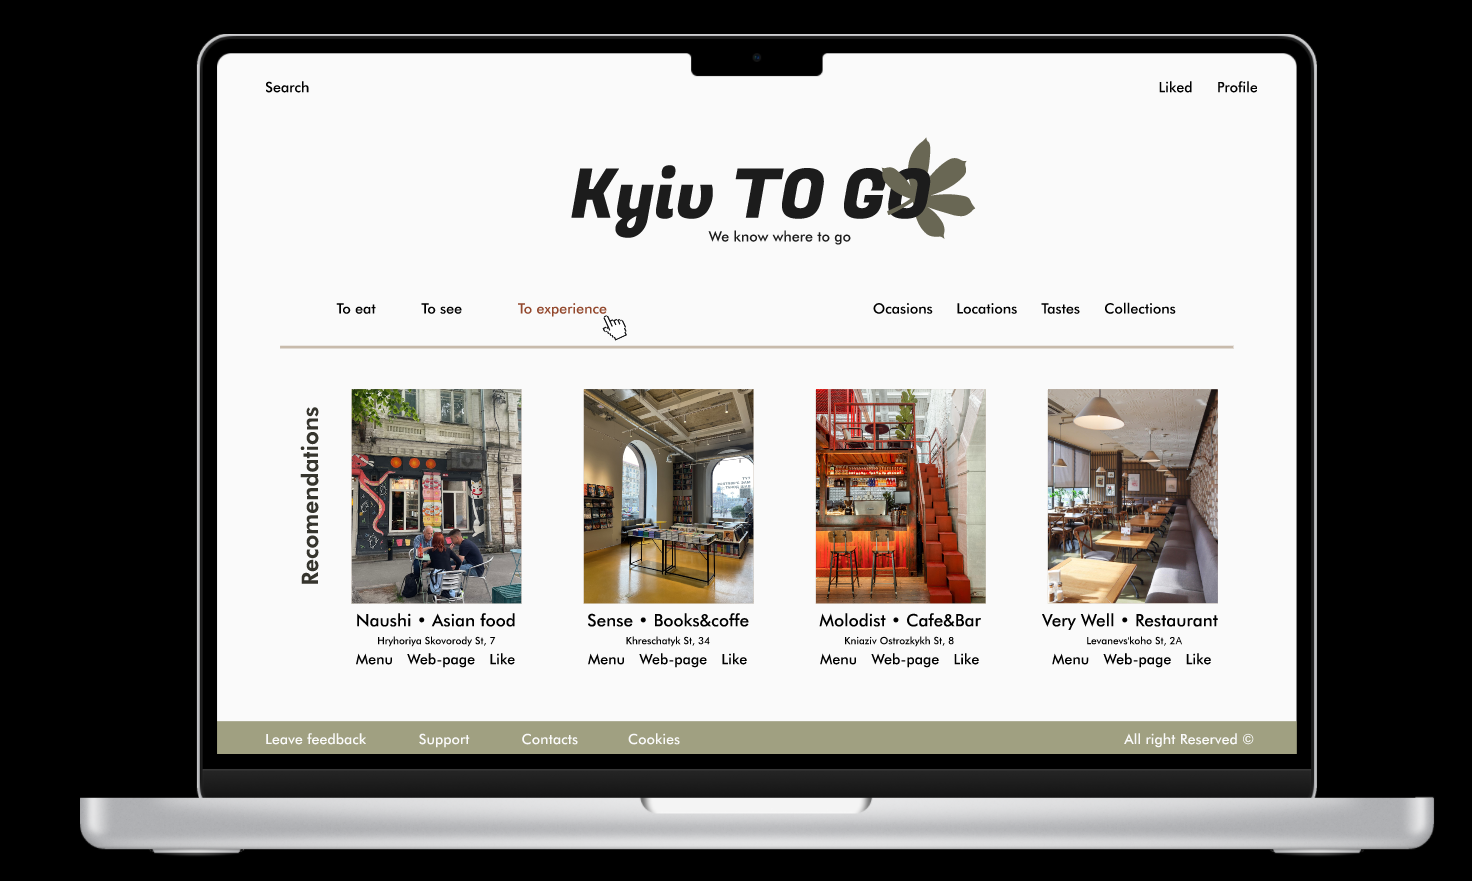 Search
Liked
Profile
Kyiv TO GO
We know where to go
To eat
To see
To experience
Ocasions
Locations
Tastes
Collections
Recomendations
Naushi • Asian food
Hryhoriya Skovorody St, 7
Menu Web-page Like
Sense • Books&coffe
Khreschatyk St, 34
Menu Web-page Like
Molodist • Cafe&Bar
Kniaziv Ostrozkykh St, 8
Menu Web-page Like
Very Well • Restaurant
Levanevs'koho St, 2A
Menu Web-page Like
Leave feedback
Support
Contacts
Cookies
All right Reserved ©